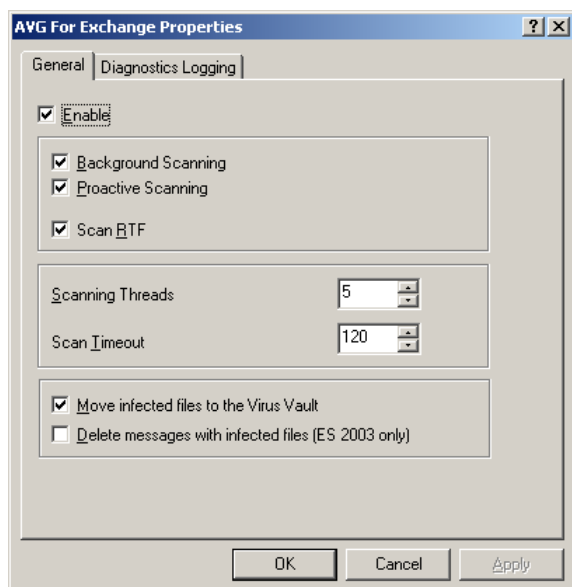 AVG For Exchange Properties
General Diagnostics Logging
Enable
Background Scanning
Proactive Scanning
Scan RTF
Scanning Threads 5
Scan Timeout 120
Move infected files to the Virus Vault
Delete messages with infected files (ES 2003 only)
OK Cancel Apply